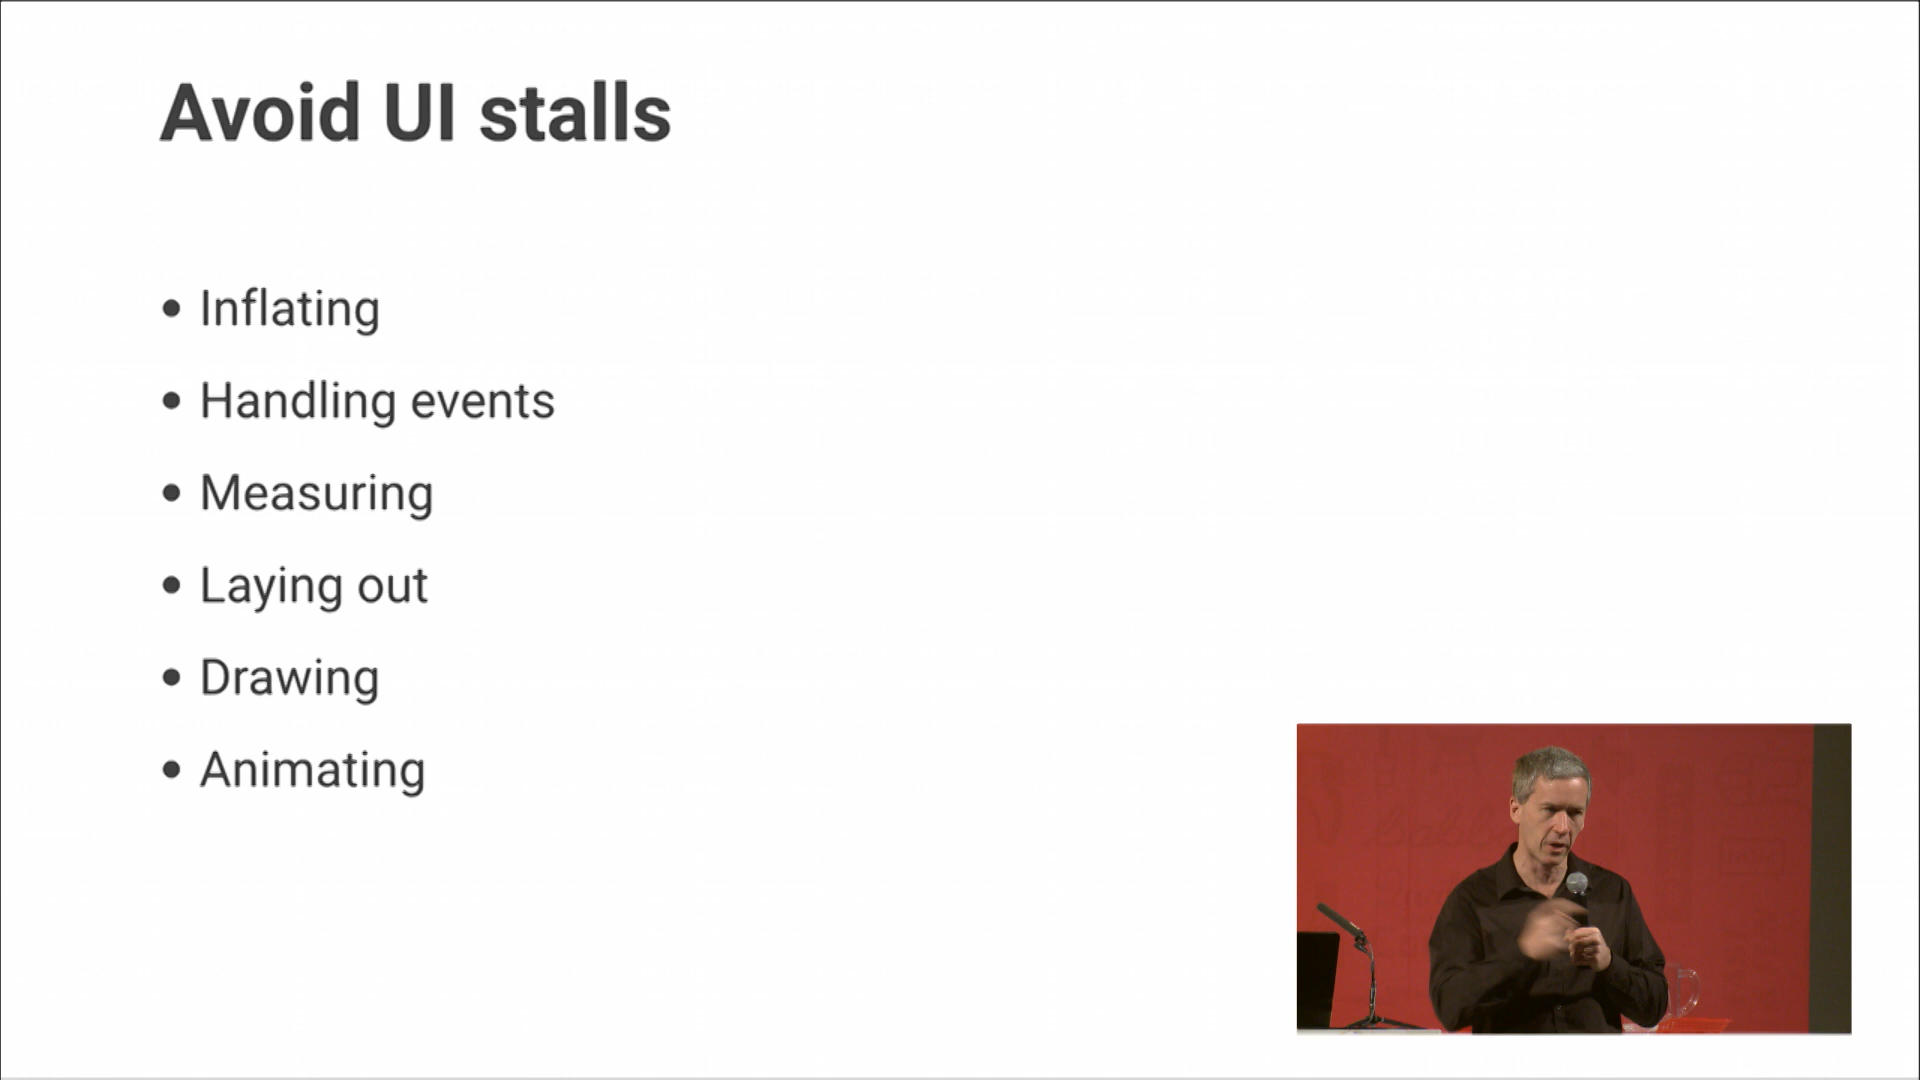 Avoid UI stalls
• Inflating
• Handling events
• Measuring
• Laying out
• Drawing
• Animating